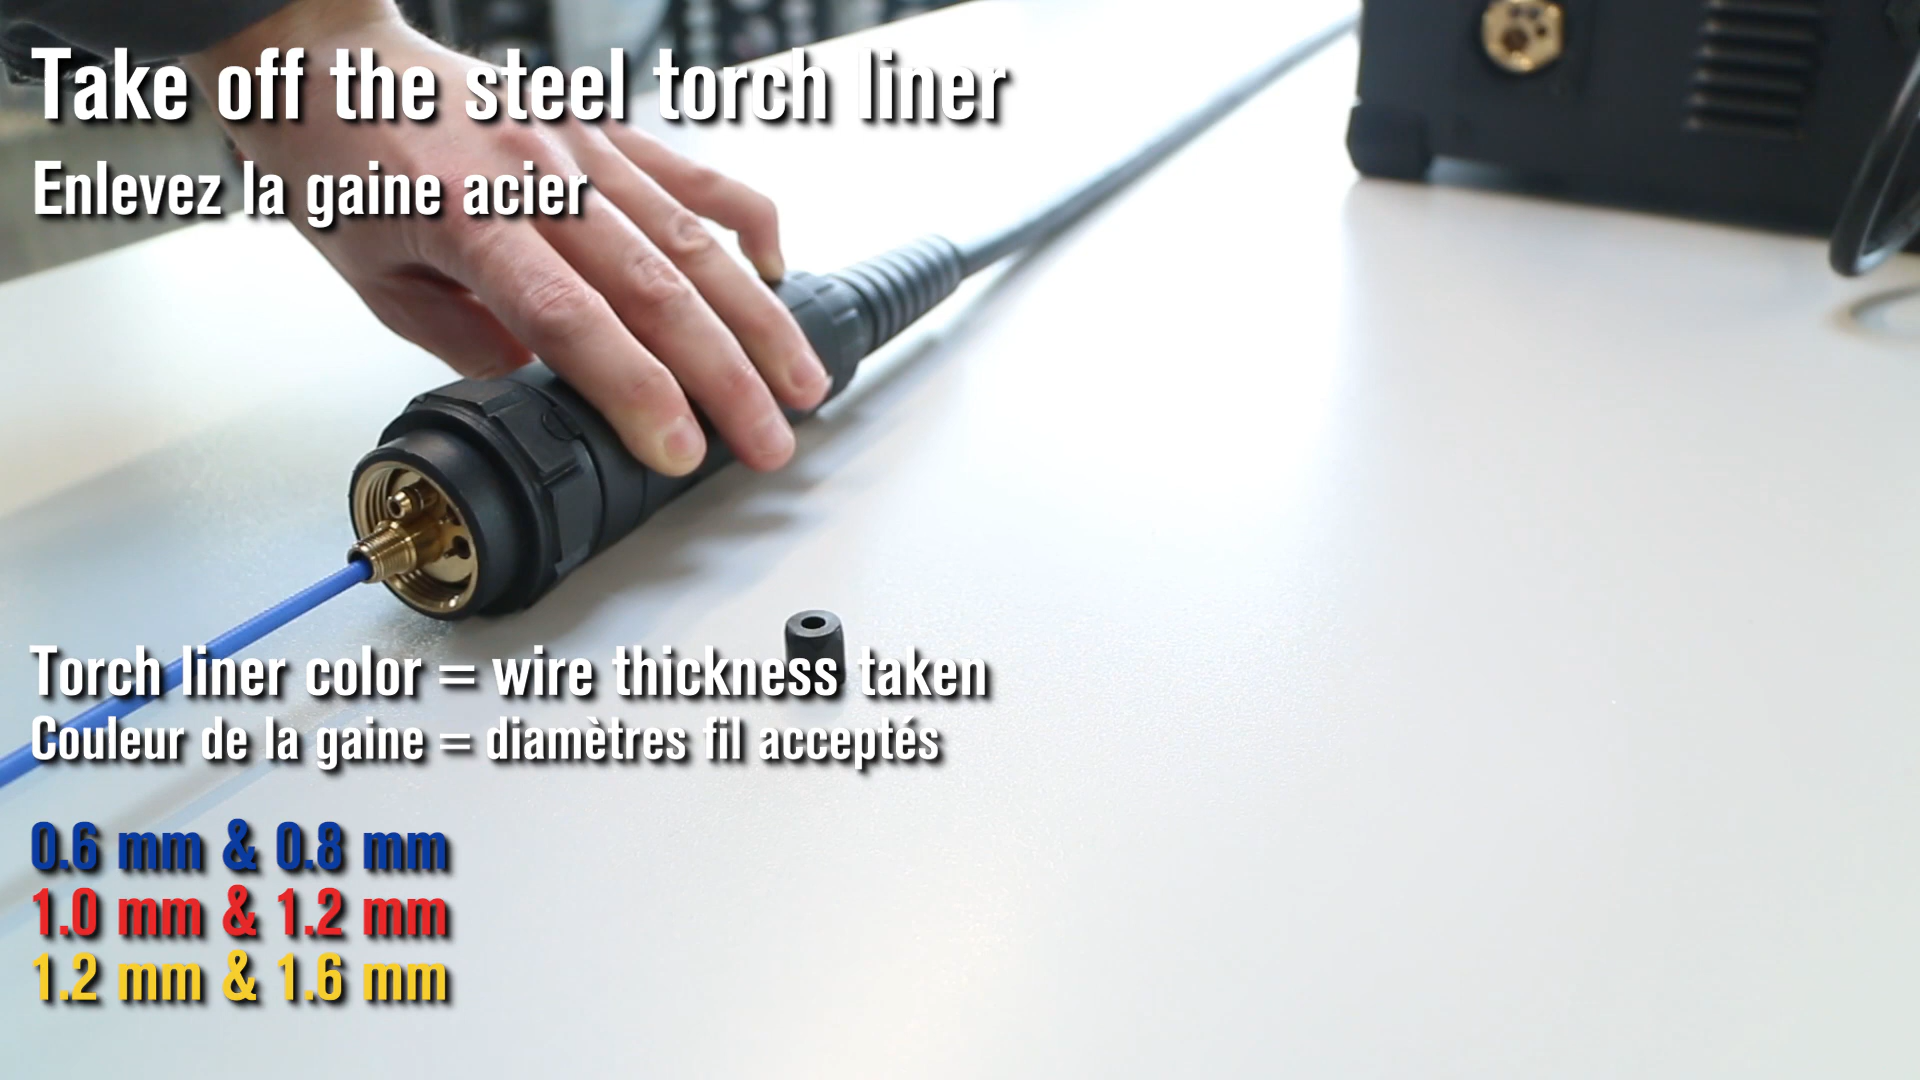 Take off the steel torch liner
Enlevez la gaine acier
Torch liner color = wire thickness taken
Couleur de la gaine = diamètres fil acceptés
0.6 mm & 0.8 mm
1.0 mm & 1.2 mm
1.2 mm & 1.6 mm